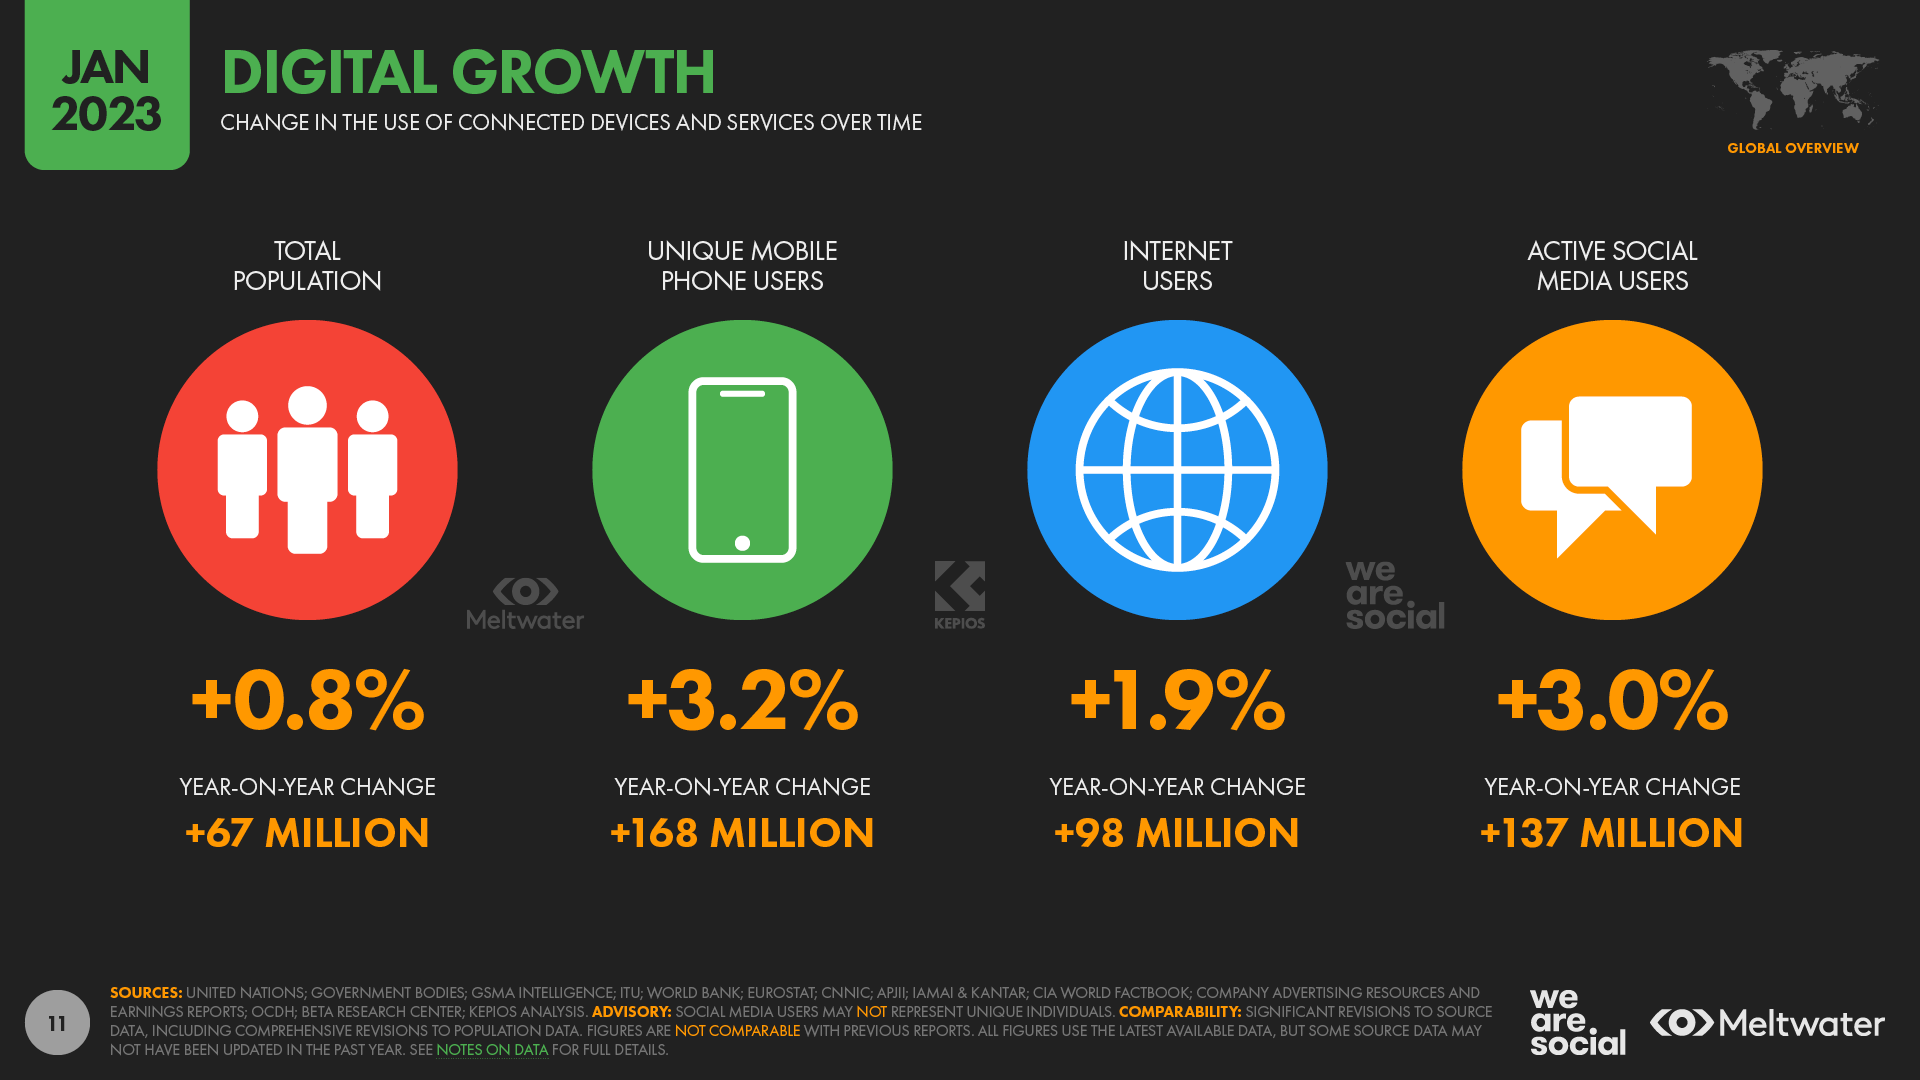 JAN
2023
DIGITAL GROWTH
CHANGE IN THE USE OF CONNECTED DEVICES AND SERVICES OVER TIME
GLOBAL OVERVIEW
TOTAL
POPULATION
UNIQUE MOBILE
PHONE USERS
INTERNET
USERS
ACTIVE SOCIAL
MEDIA USERS
Meltwater
KEPIOS
we
are
social
+0.8%
+3.2%
+1.9%
+3.0%
YEAR-ON-YEAR CHANGE
YEAR-ON-YEAR CHANGE
YEAR-ON-YEAR CHANGE
YEAR-ON-YEAR CHANGE
+67 MILLION
+168 MILLION
+98 MILLION
+137 MILLION
11
SOURCES: UNITED NATIONS; GOVERNMENT BODIES; GSMA INTELLIGENCE; ITU; WORLD BANK; EUROSTAT; CNNIC; APJII; IAMAI & KANTAR; CIA WORLD FACTBOOK; COMPANY ADVERTISING RESOURCES AND
EARNINGS REPORTS; OCDH; BETA RESEARCH CENTER; KEPIOS ANALYSIS. ADVISORY: SOCIAL MEDIA USERS MAY NOT REPRESENT UNIQUE INDIVIDUALS. COMPARABILITY: SIGNIFICANT REVISIONS TO SOURCE
DATA, INCLUDING COMPREHENSIVE REVISIONS TO POPULATION DATA. FIGURES ARE NOT COMPARABLE WITH PREVIOUS REPORTS. ALL FIGURES USE THE LATEST AVAILABLE DATA, BUT SOME SOURCE DATA MAY
NOT HAVE BEEN UPDATED IN THE PAST YEAR. SEE NOTES ON DATA FOR FULL DETAILS.
we
are
social
Meltwater